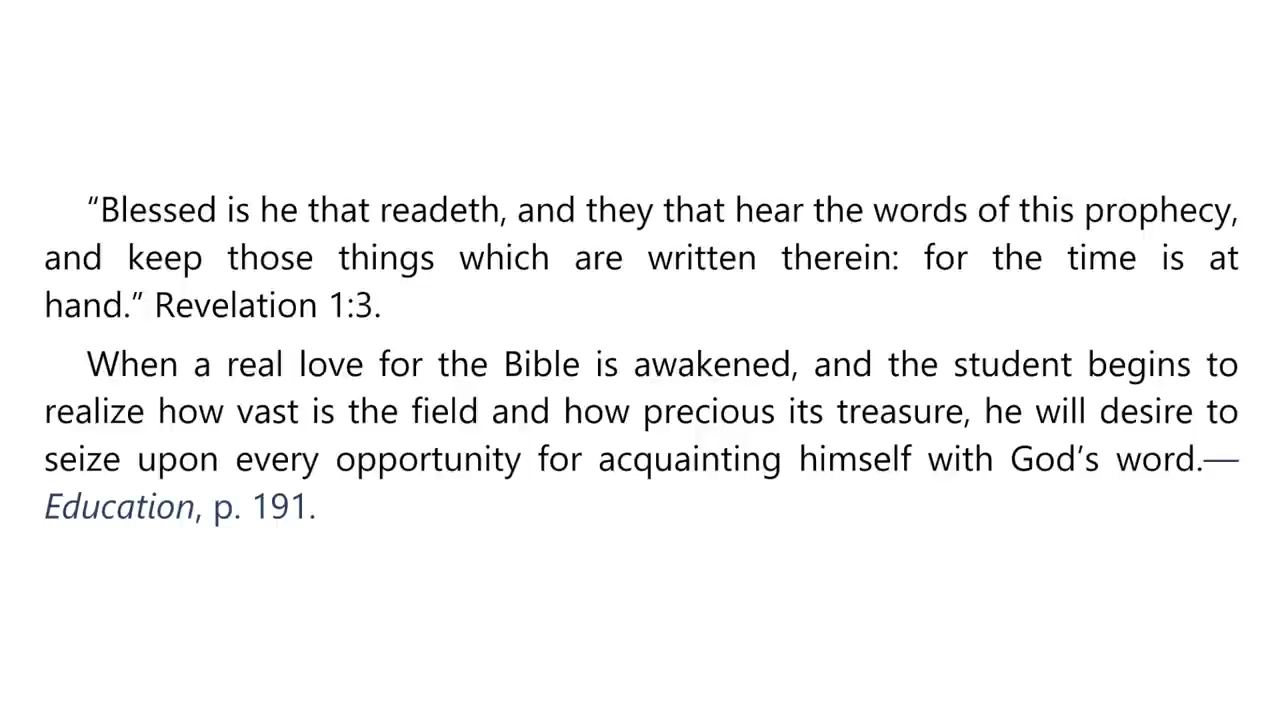 “Blessed is he that readeth, and they that hear the words of this prophecy,
and keep those things which are written therein: for the time is at
hand.” Revelation 1:3.
When a real love for the Bible is awakened, and the student begins to
realize how vast is the field and how precious its treasure, he will desire to
seize upon every opportunity for acquainting himself with God’s word.—
Education, p. 191.